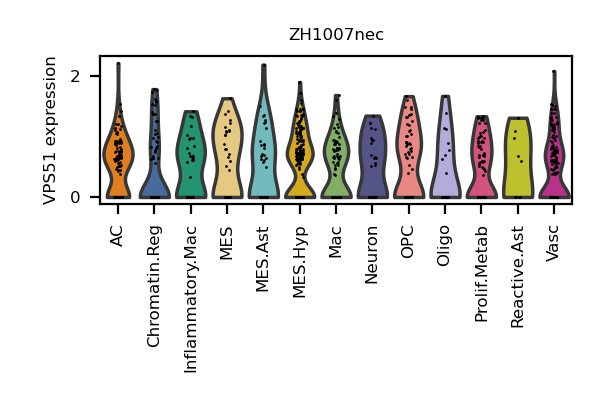 ZH1007nec
VPS51 expression
2
0
AC
Chromatin.Reg
Inflammatory.Mac
MES
MES.Ast
MES.Hyp
Mac
Neuron
OPC
Oligo
Prolif.Metab
Reactive.Ast
Vasc